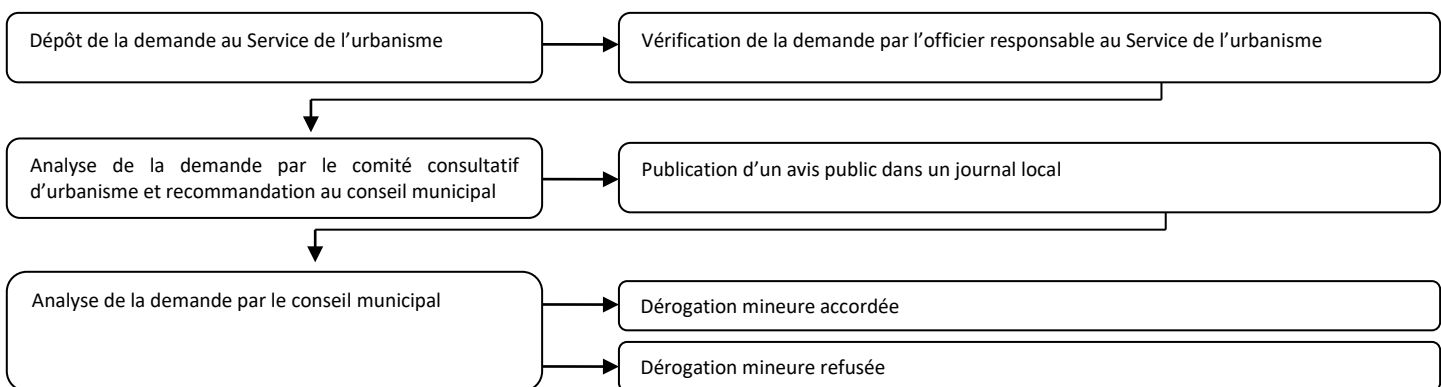 Dépôt de la demande au Service de l’urbanisme
Vérification de la demande par l’officier responsable au Service de l’urbanisme
Analyse de la demande par le comité consultatif
d’urbanisme et recommandation au conseil municipal
Publication d’un avis public dans un journal local
Analyse de la demande par le conseil municipal
Dérogation mineure accordée
Dérogation mineure refusée